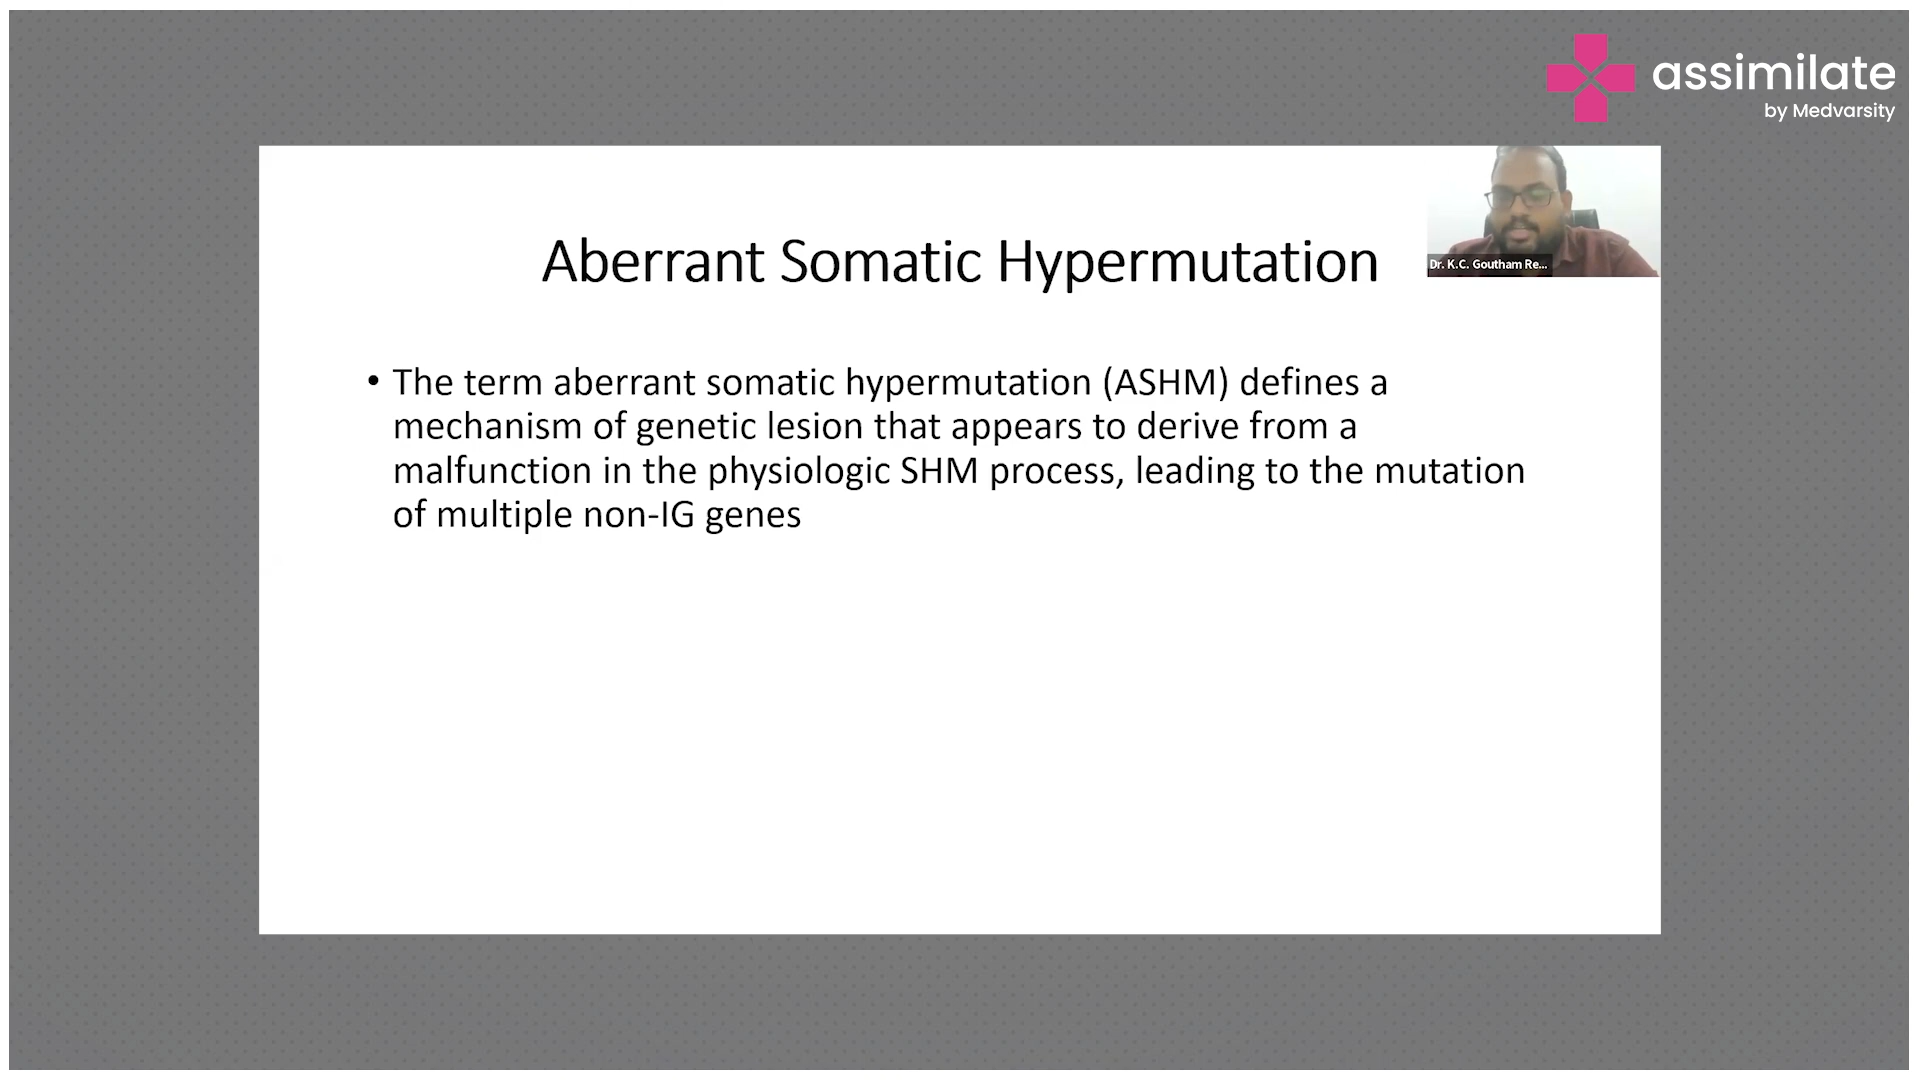 assimilate
by Medvarsity
Aberrant Somatic Hypermutation
Dr. K.C. Goutham Re...
• The term aberrant somatic hypermutation (ASHM) defines a
mechanism of genetic lesion that appears to derive from a
malfunction in the physiologic SHM process, leading to the mutation
of multiple non-IG genes